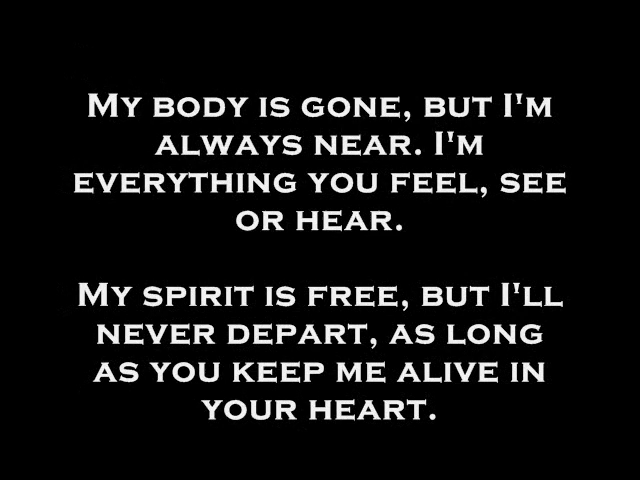 MY BODY IS GONE, BUT I'M
ALWAYS NEAR. I'M
EVERYTHING YOU FEEL, SEE
OR HEAR.
MY SPIRIT IS FREE, BUT I'LL
NEVER DEPART, AS LONG
AS YOU KEEP ME ALIVE IN
YOUR HEART.